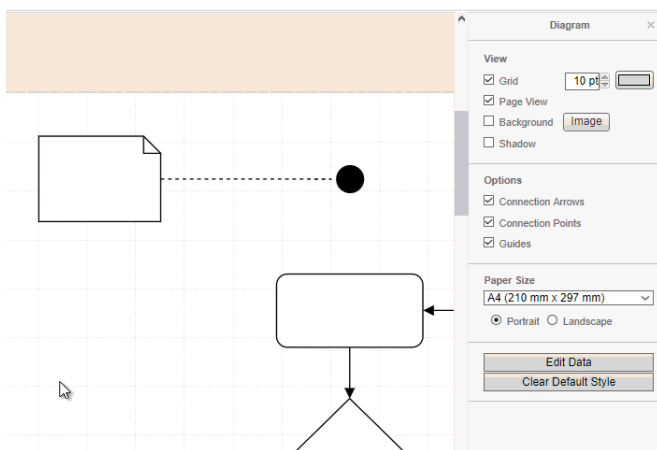 Diagram
View
Grid 10 pt
Page View
Background Image
Shadow
Options
Connection Arrows
Connection Points
Guides
Paper Size
A4 (210 mm x 297 mm)
Portrait Landscape
Edit Data
Clear Default Style